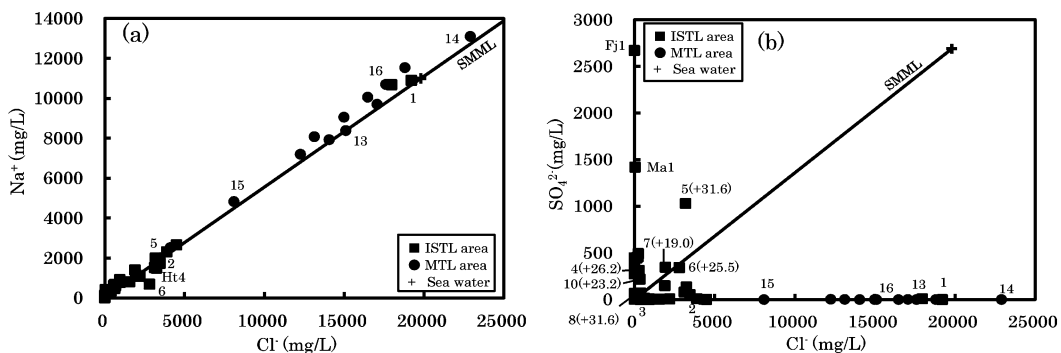 (a)
14000
12000
10000
8000
6000
4000
2000
0
Na⁺ (mg/L)
0 5000 10000 15000 20000 25000
Cl⁻ (mg/L)
14
SMML
16
1
13
15
5
2
Ht4
6
■ ISTL area
● MTL area
+ Sea water
(b)
3000
2500
2000
1500
1000
500
0
SO₄²⁻(mg/L)
0 5000 10000 15000 20000 25000
Cl⁻ (mg/L)
Fj1
■ ISTL area
● MTL area
+ Sea water
SMML
Ma1
5(+31.6)
7(+19.0)
6(+25.5)
4(+26.2)
10(+23.2)
8(+31.6)
3
2
15
16
13
1
14